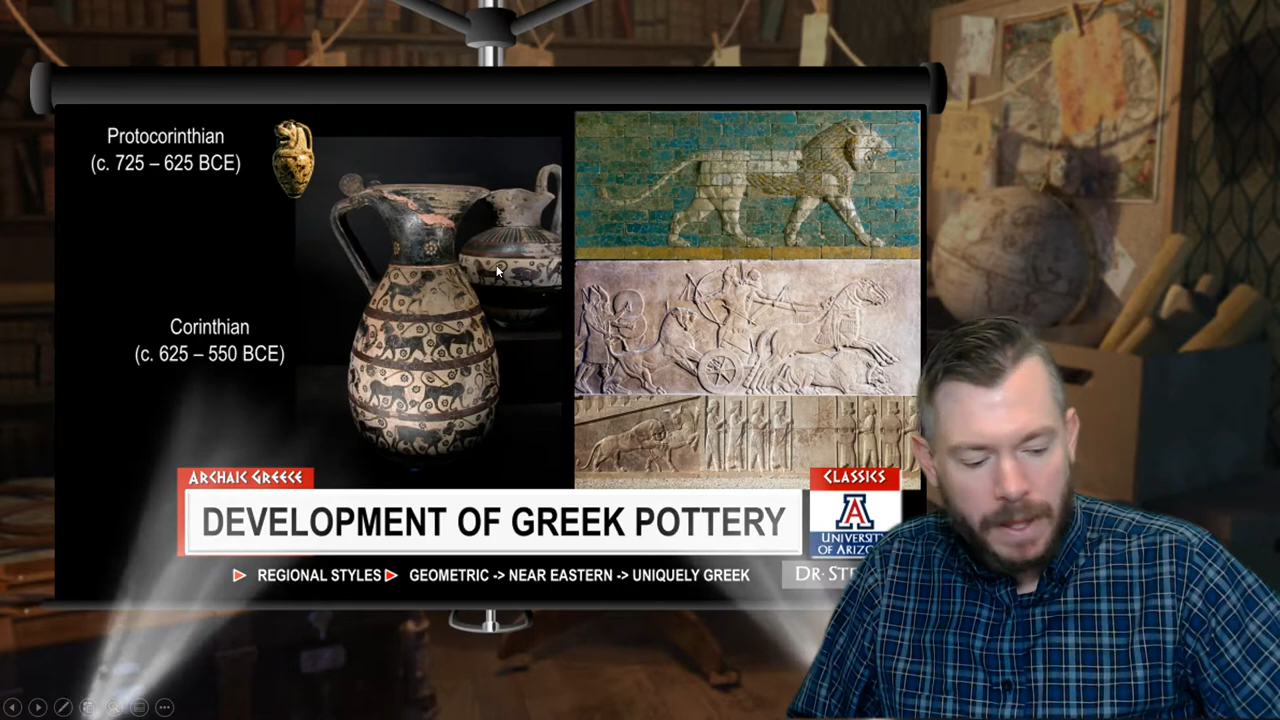 Protocorinthian
(c. 725 – 625 BCE)
Corinthian
(c. 625 – 550 BCE)
ARCHAIC GREECE
CLASSICS
DEVELOPMENT OF GREEK POTTERY
A
UNIVERSITY
OF
REGIONAL STYLES
GEOMETRIC -> NEAR EASTERN -> UNIQUELY GREEK
DR.